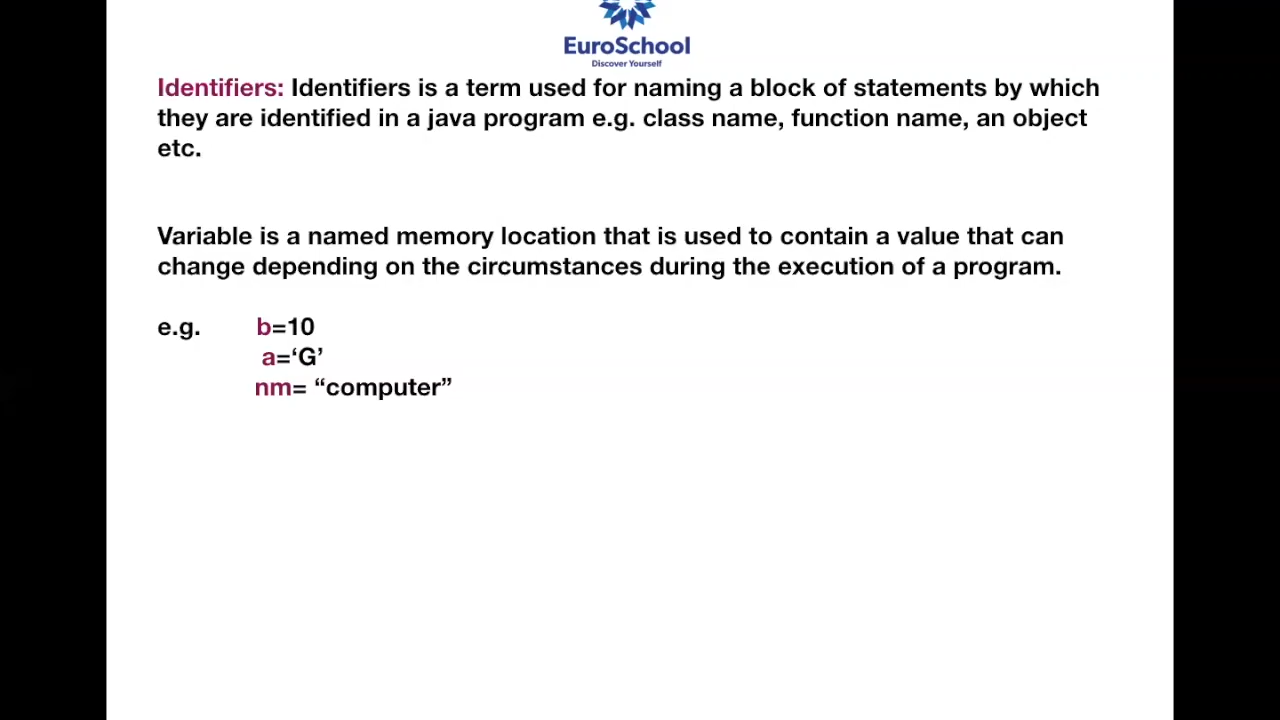 EuroSchool
Discover Yourself
Identifiers: Identifiers is a term used for naming a block of statements by which
they are identified in a java program e.g. class name, function name, an object
etc.
Variable is a named memory location that is used to contain a value that can
change depending on the circumstances during the execution of a program.
e.g. b=10
a=‘G’
nm= “computer”